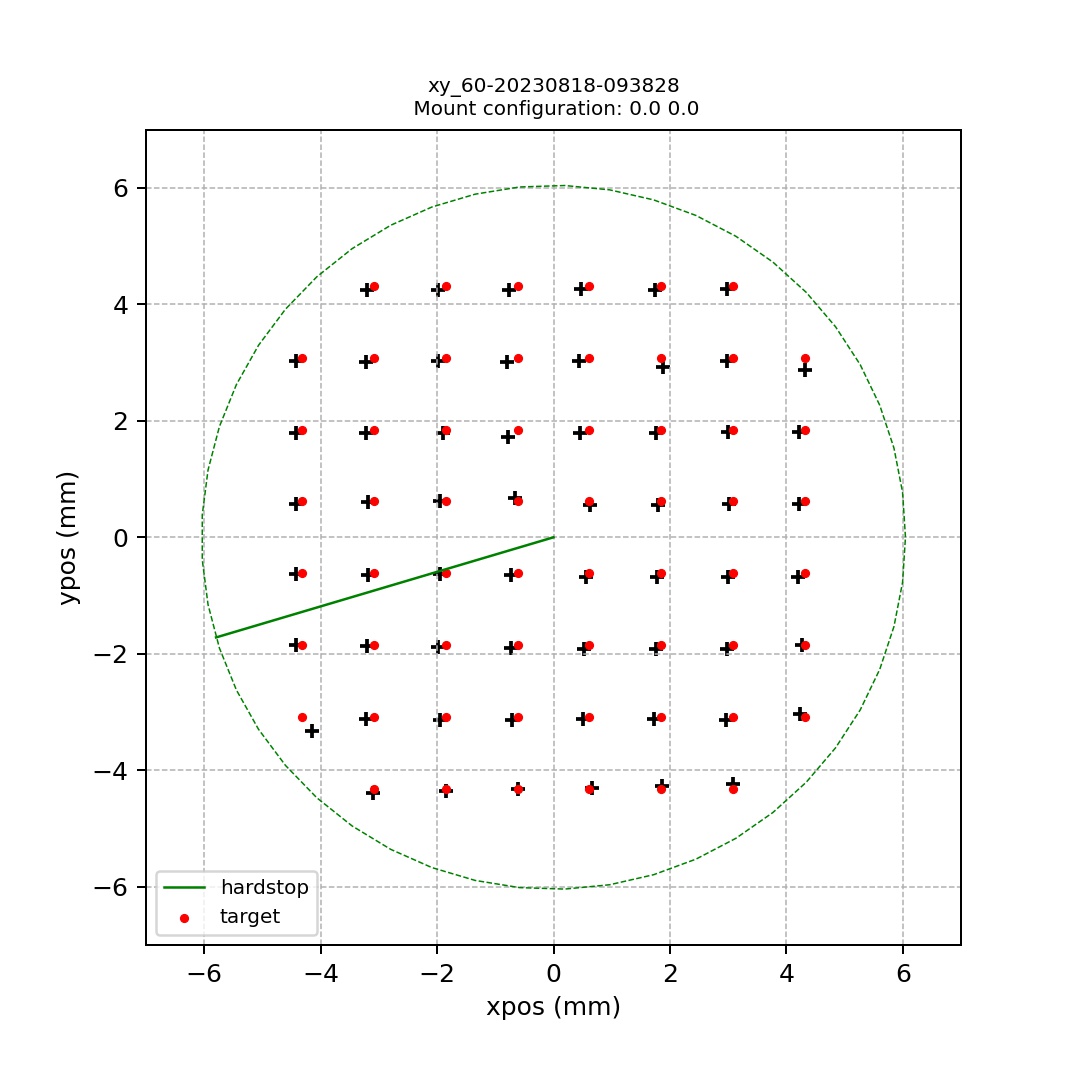 xy_60-20230818-093828
Mount configuration: 0.0 0.0
6
4
2
0
−2
−4
−6
ypos (mm)
hardstop
target
−6 −4 −2 0 2 4 6
xpos (mm)